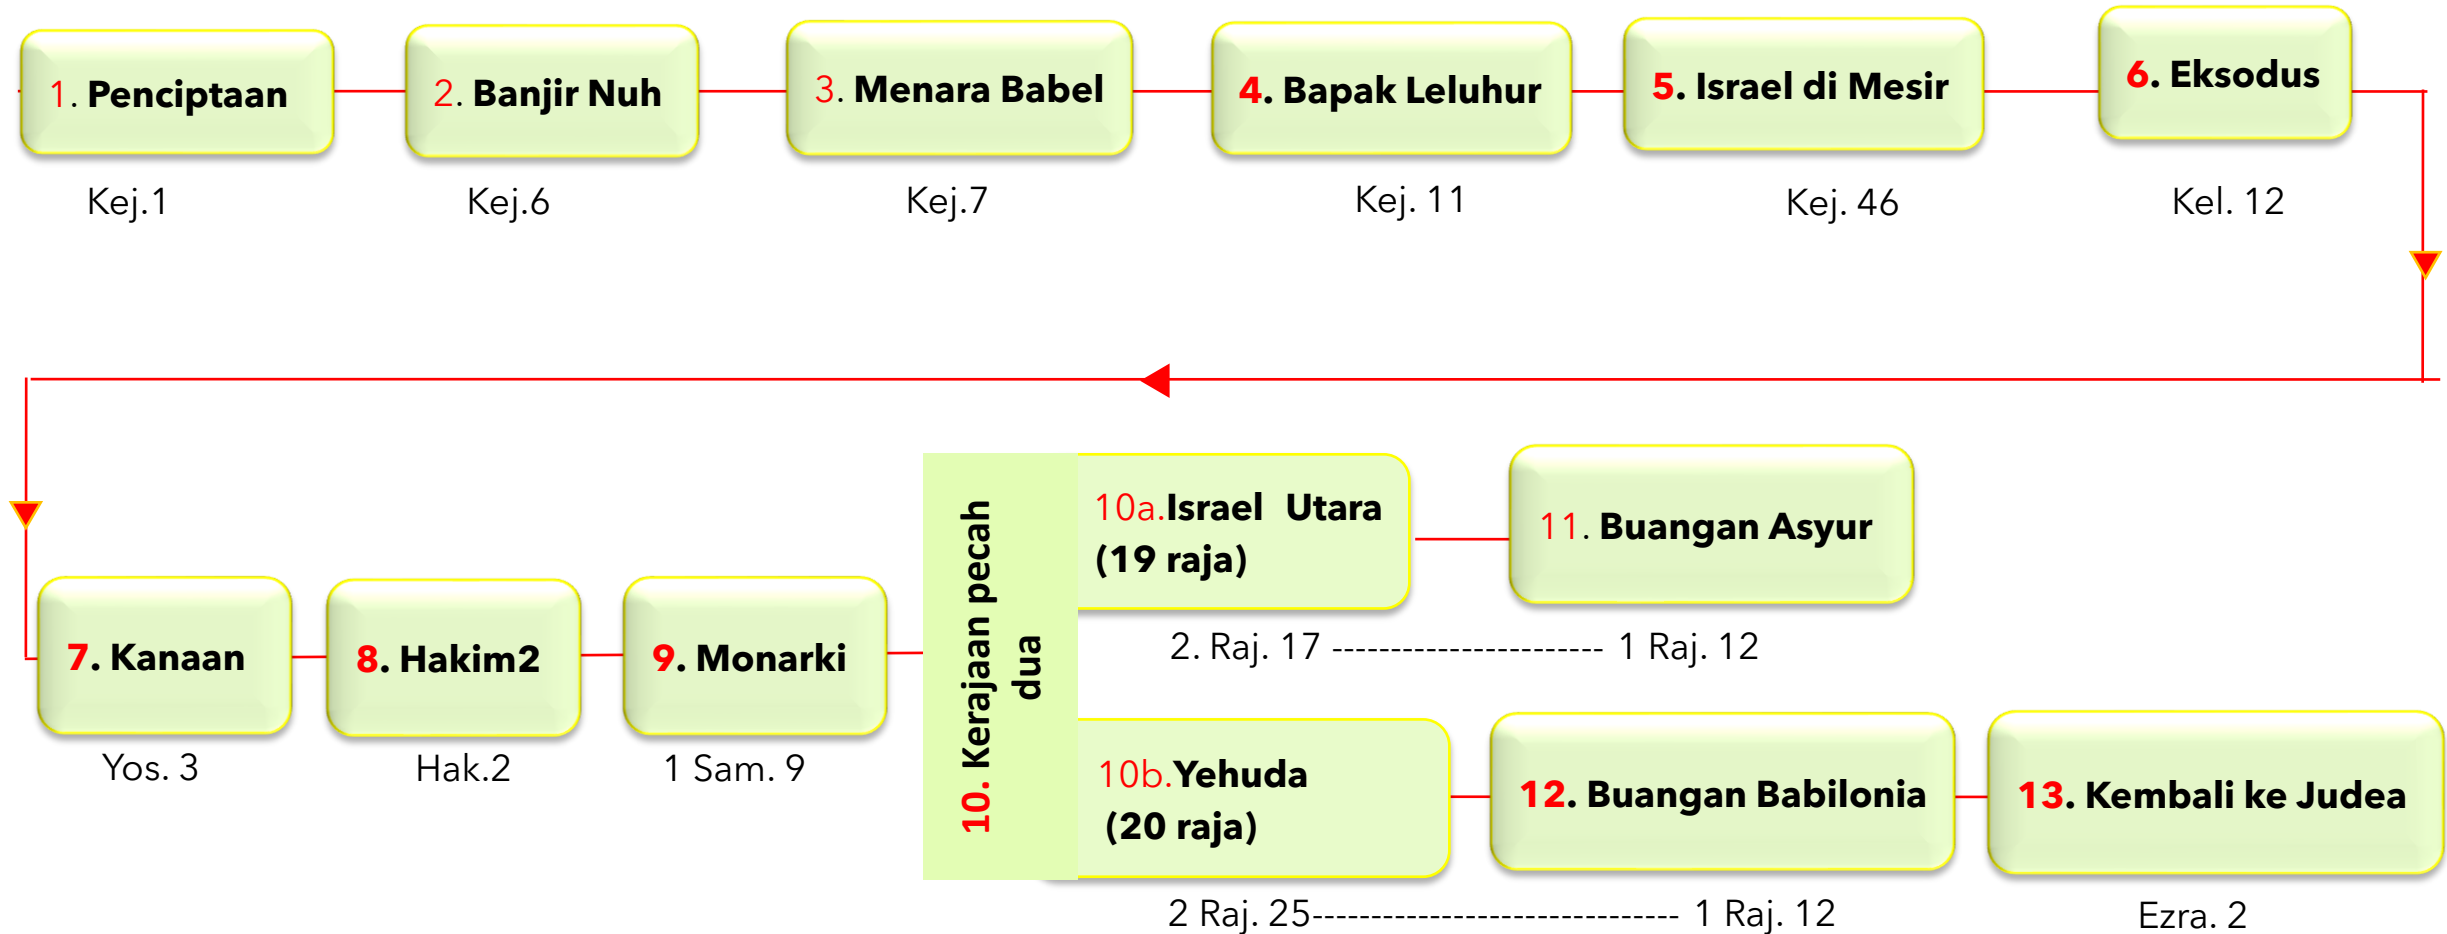 1. Penciptaan
2. Banjir Nuh
3. Menara Babel
4. Bapak Leluhur
5. Israel di Mesir
6. Eksodus
Kej.1
Kej.6
Kej.7
Kej. 11
Kej. 46
Kel. 12
7. Kanaan
8. Hakim2
9. Monarki
Yos. 3
Hak.2
1 Sam. 9
10. Kerajaan pecah
dua
10a.Israel Utara
(19 raja)
11. Buangan Asyur
2. Raj. 17 ----------------------- 1 Raj. 12
10b.Yehuda
(20 raja)
12. Buangan Babilonia
13. Kembali ke Judea
2 Raj. 25------------------------------- 1 Raj. 12
Ezra. 2